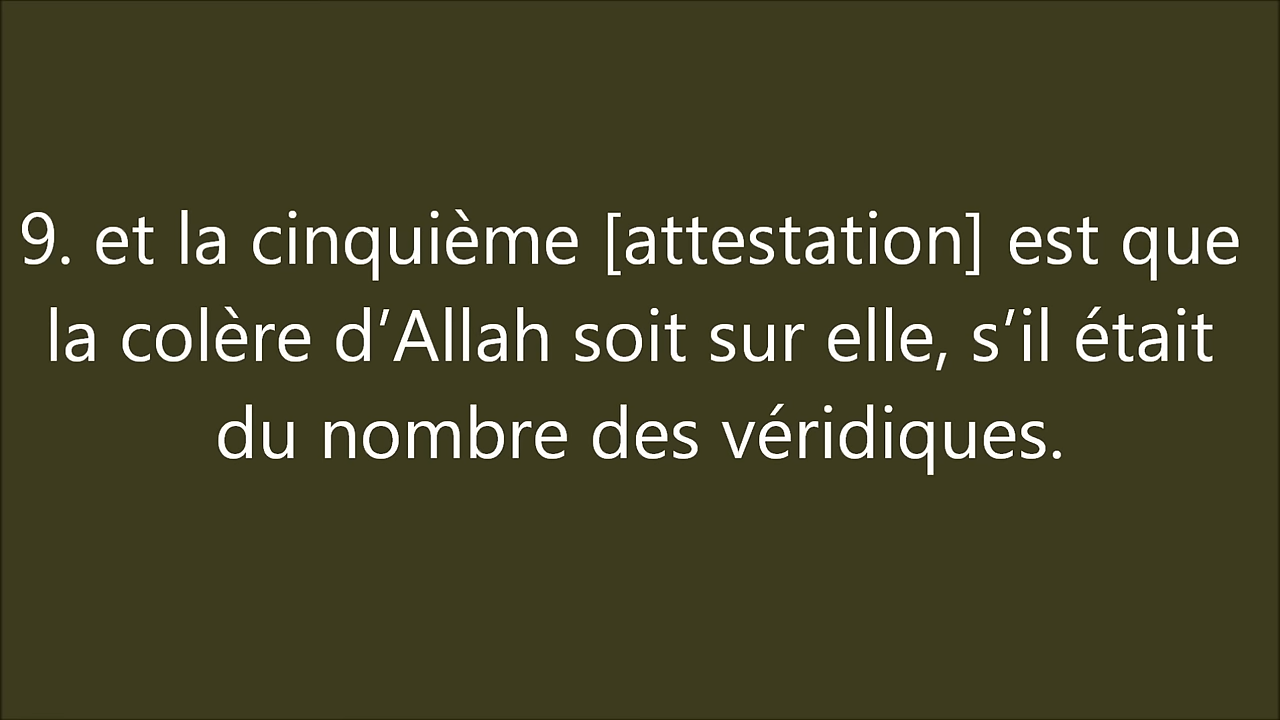 9. et la cinquième [attestation] est que
la colère d’Allah soit sur elle, s’il était
du nombre des véridiques.